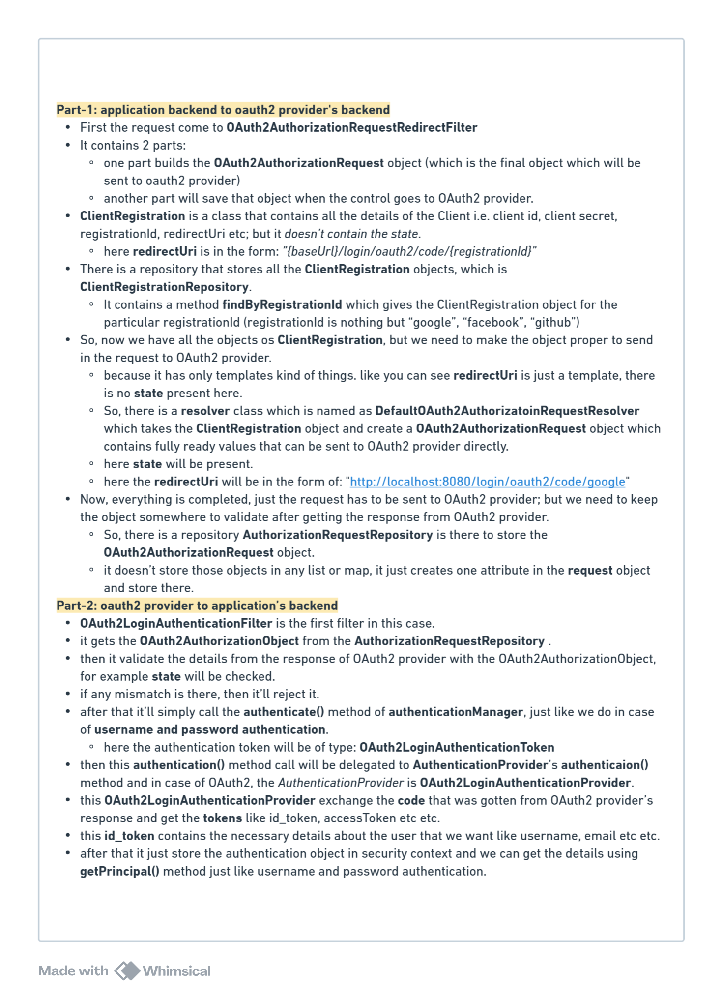 Part-1: application backend to oauth2 provider's backend
• First the request come to OAuth2AuthorizationRequestRedirectFilter
• It contains 2 parts:
◦ one part builds the OAuth2AuthorizationRequest object (which is the final object which will be
sent to oauth2 provider)
◦ another part will save that object when the control goes to OAuth2 provider.
• ClientRegistration is a class that contains all the details of the Client i.e. client id, client secret,
registrationId, redirectUri etc; but it doesn’t contain the state.
◦ here redirectUri is in the form: ”{baseUrl}/login/oauth2/code/{registrationId}”
• There is a repository that stores all the ClientRegistration objects, which is
ClientRegistrationRepository.
◦ It contains a method findByRegistrationId which gives the ClientRegistration object for the
particular registrationId (registrationId is nothing but “google”, “facebook”, “github”)
• So, now we have all the objects os ClientRegistration, but we need to make the object proper to send
in the request to OAuth2 provider.
◦ because it has only templates kind of things. like you can see redirectUri is just a template, there
is no state present here.
◦ So, there is a resolver class which is named as DefaultOAuth2AuthorizatoinRequestResolver
which takes the ClientRegistration object and create a OAuth2AuthorizationRequest object which
contains fully ready values that can be sent to OAuth2 provider directly.
◦ here state will be present.
◦ here the redirectUri will be in the form of: "http://localhost:8080/login/oauth2/code/google"
• Now, everything is completed, just the request has to be sent to OAuth2 provider; but we need to keep
the object somewhere to validate after getting the response from OAuth2 provider.
◦ So, there is a repository AuthorizationRequestRepository is there to store the
OAuth2AuthorizationRequest object.
◦ it doesn’t store those objects in any list or map, it just creates one attribute in the request object
and store there.
Part-2: oauth2 provider to application’s backend
• OAuth2LoginAuthenticationFilter is the first filter in this case.
• it gets the OAuth2AuthorizationObject from the AuthorizationRequestRepository .
• then it validate the details from the response of OAuth2 provider with the OAuth2AuthorizationObject,
for example state will be checked.
• if any mismatch is there, then it’ll reject it.
• after that it’ll simply call the authenticate() method of authenticationManager, just like we do in case
of username and password authentication.
◦ here the authentication token will be of type: OAuth2LoginAuthenticationToken
• then this authentication() method call will be delegated to AuthenticationProvider’s authenticaion()
method and in case of OAuth2, the AuthenticationProvider is OAuth2LoginAuthenticationProvider.
• this OAuth2LoginAuthenticationProvider exchange the code that was gotten from OAuth2 provider’s
response and get the tokens like id_token, accessToken etc etc.
• this id_token contains the necessary details about the user that we want like username, email etc etc.
• after that it just store the authentication object in security context and we can get the details using
getPrincipal() method just like username and password authentication.
Made with Whimsical